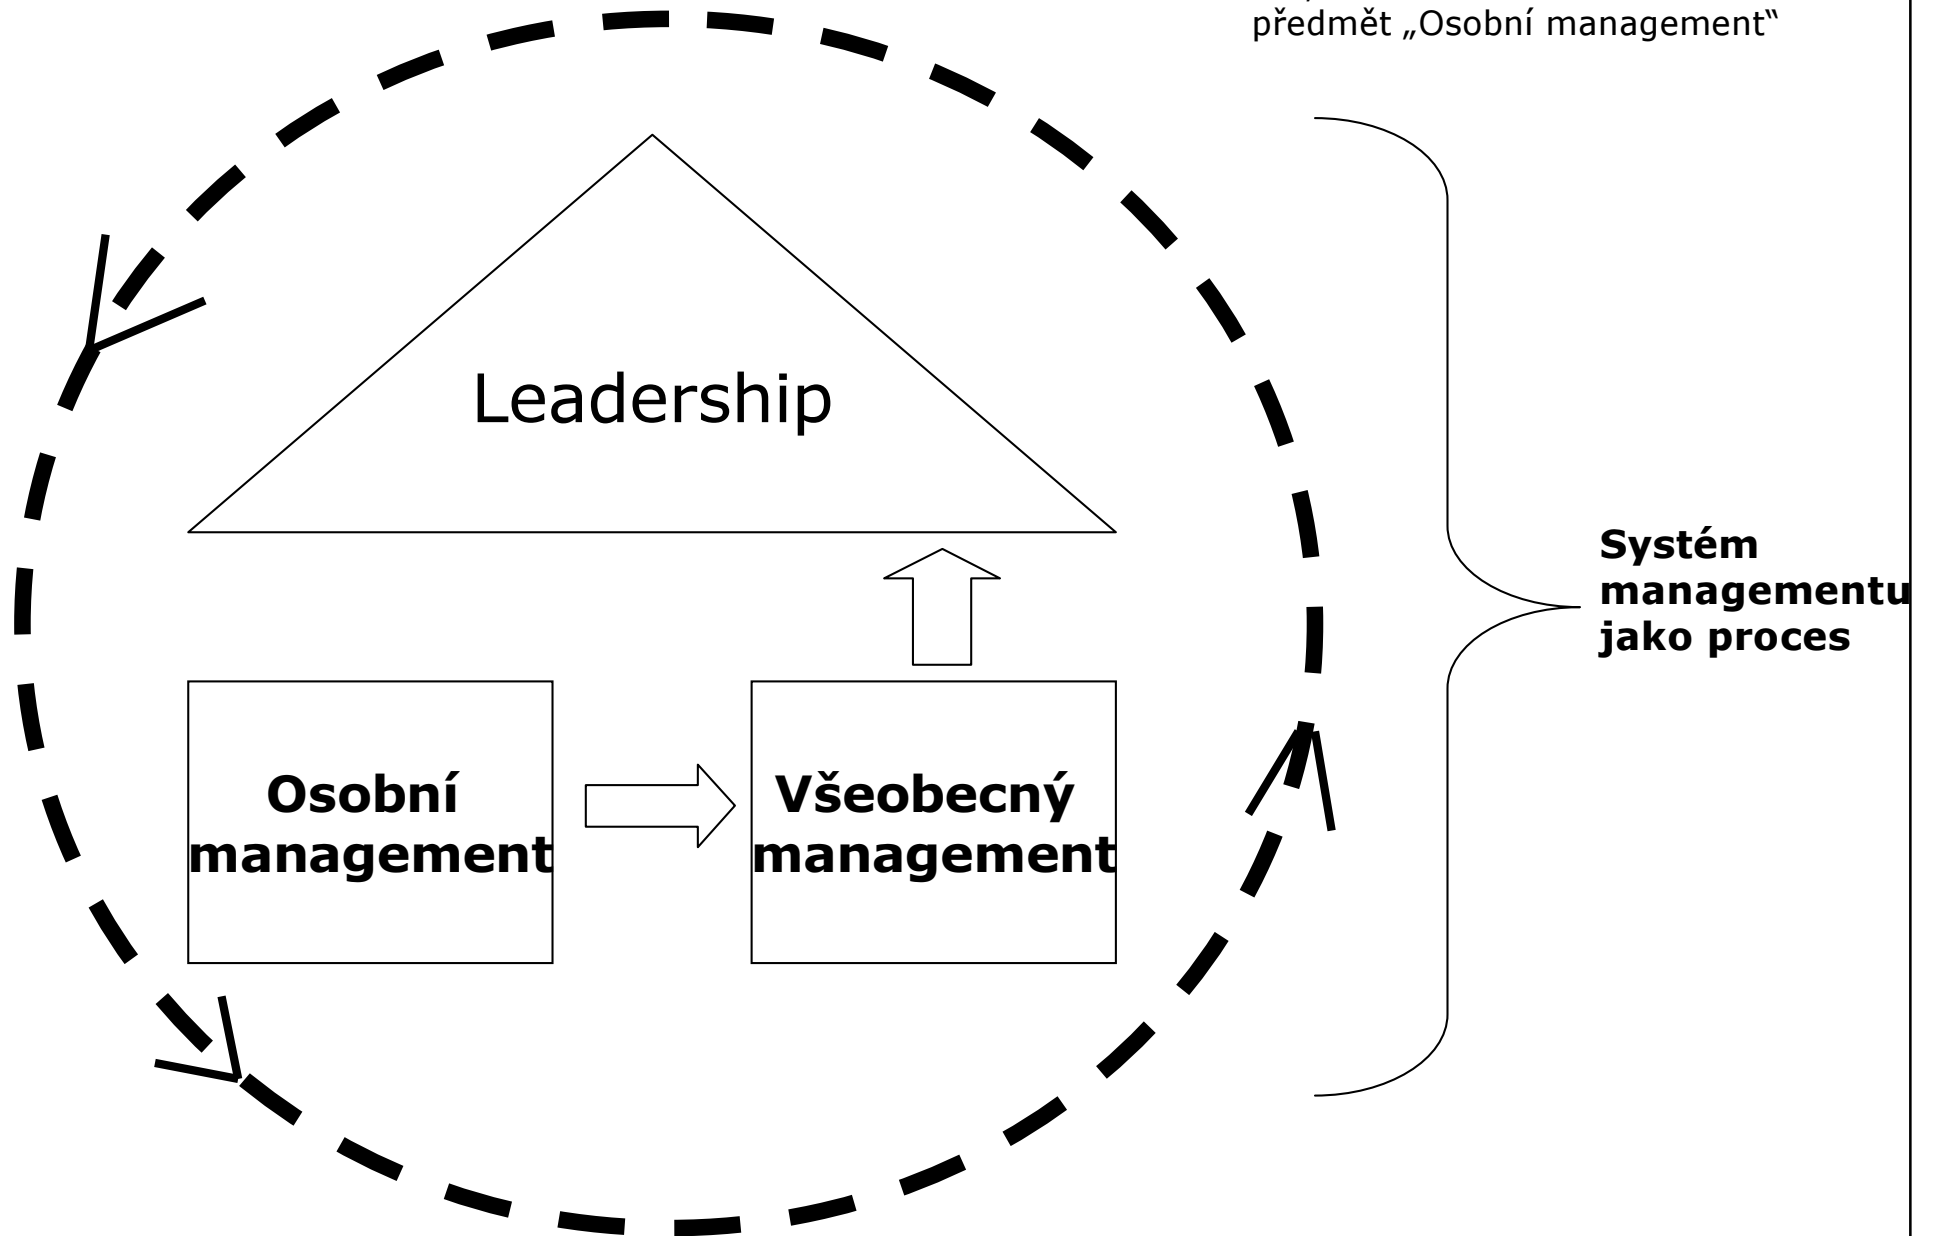 předmět „Osobní management“
Leadership
Systém
managementu
jako proces
Osobní
management
Všeobecný
management